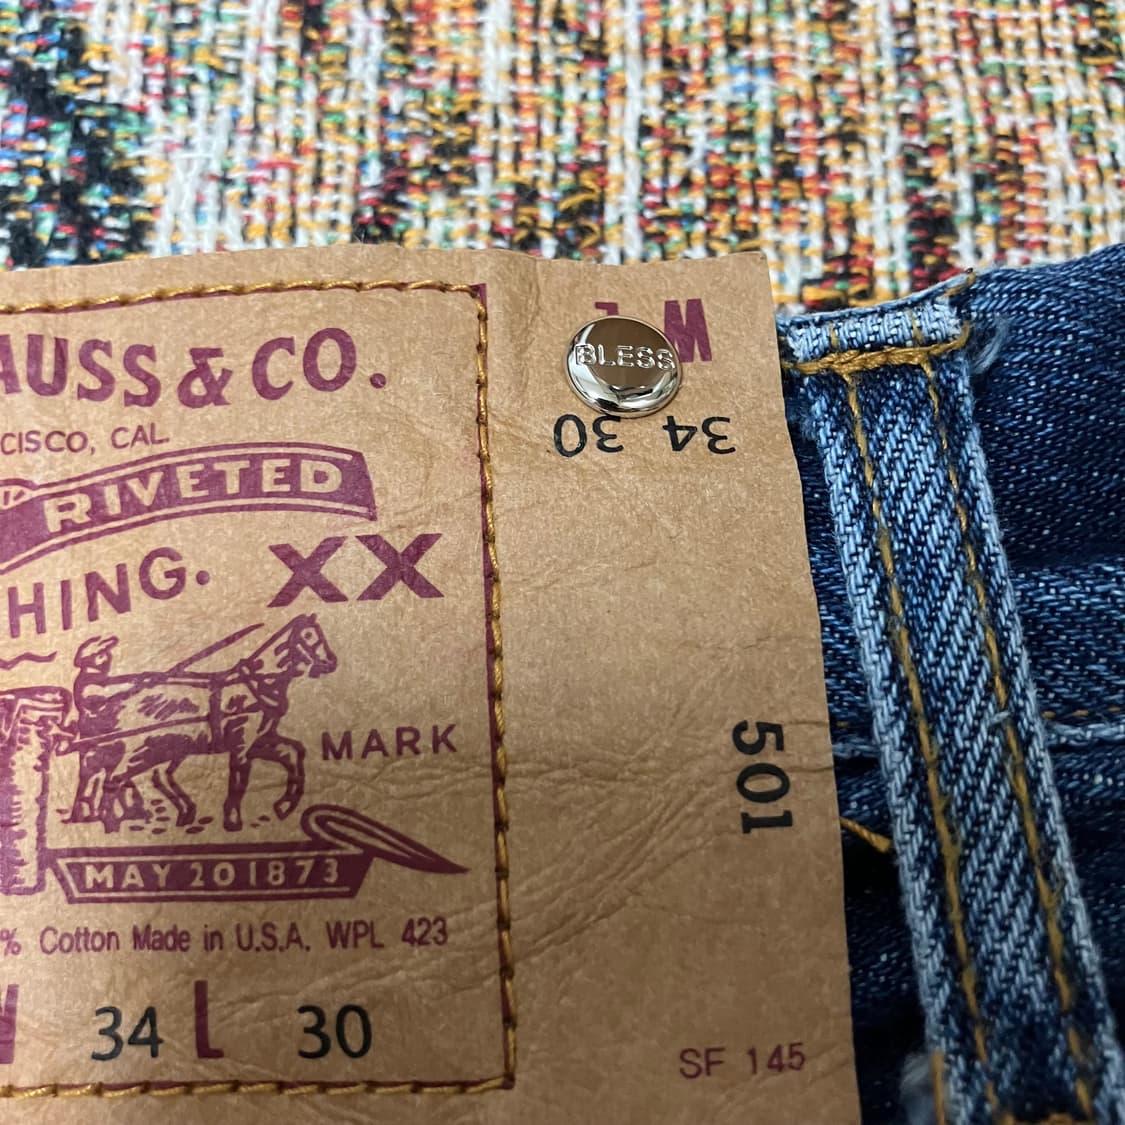 AUSS & CO.
CISCO, CAL.
RIVETED
HING. XX
MARK
MAY 20 1873
% Cotton Made in U.S.A. WPL 423
W 34 L 30
W L
BLESS
34 30
501
SF 145